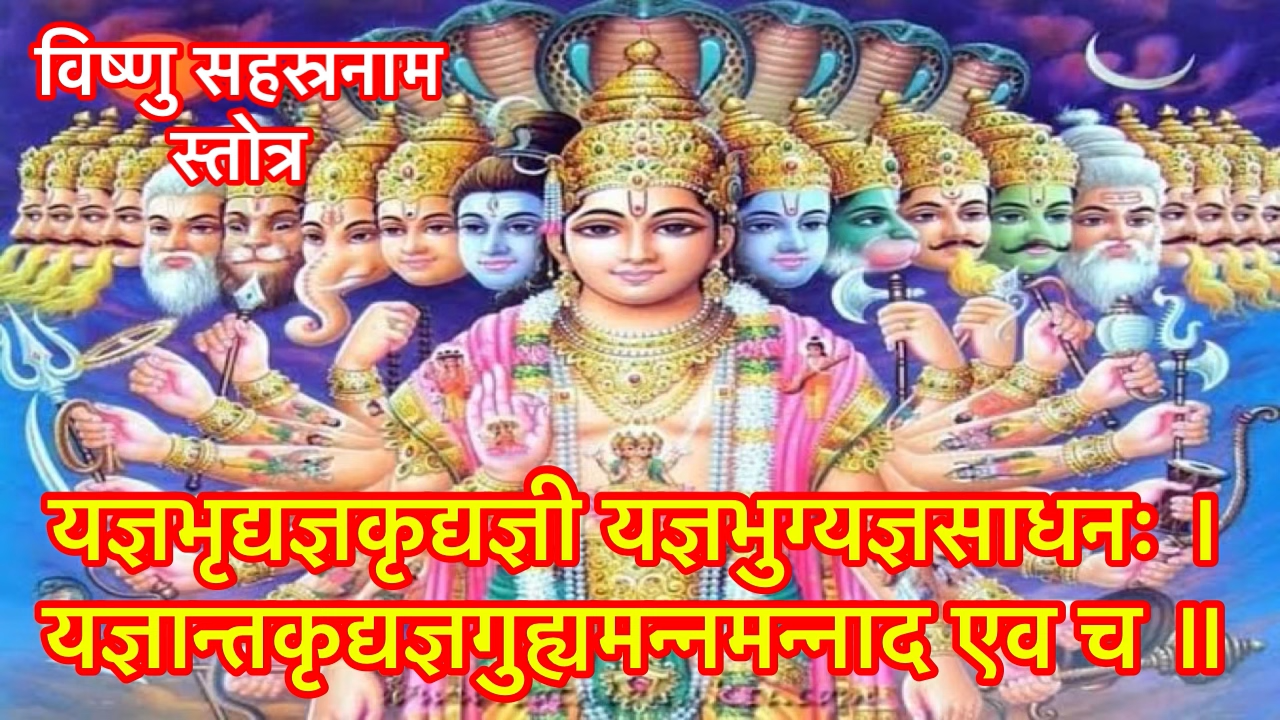 विष्णु सहस्रनाम
स्तोत्र
यज्ञभृद्यज्ञकृद्यज्ञी यज्ञभुग्यज्ञसाधनः ।
यज्ञान्तकृद्यज्ञगुह्यमन्नमन्नाद एव च ॥